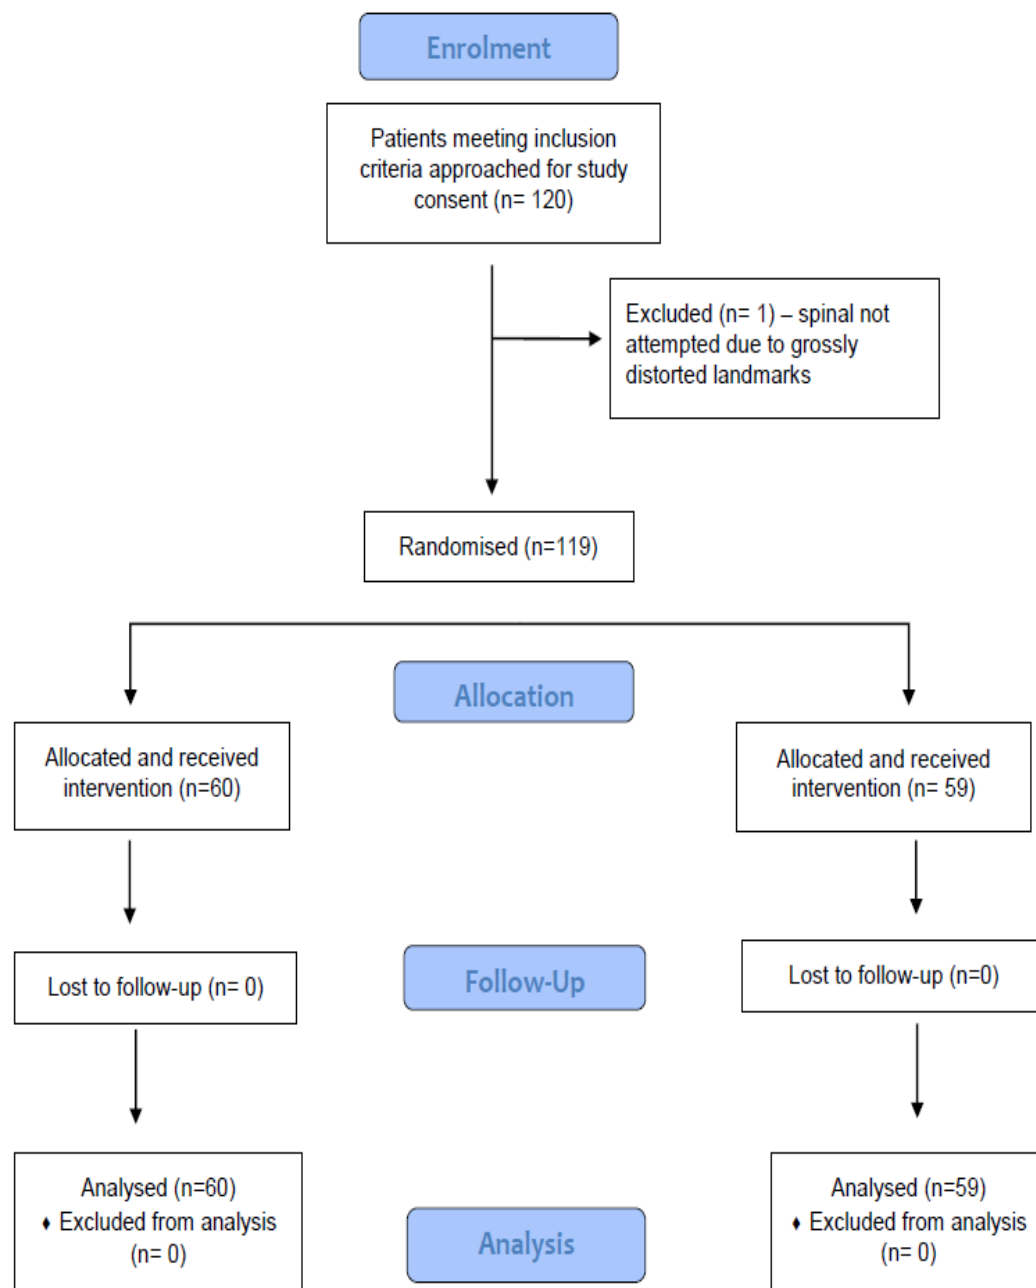 Enrolment
Patients meeting inclusion
criteria approached for study
consent (n= 120)
Excluded (n= 1) – spinal not
attempted due to grossly
distorted landmarks
Randomised (n=119)
Allocation
Allocated and received
intervention (n=60)
Allocated and received
intervention (n= 59)
Follow-Up
Lost to follow-up (n= 0)
Lost to follow-up (n=0)
Analysed (n=60)
♦ Excluded from analysis
(n= 0)
Analysed (n=59)
♦ Excluded from analysis
(n= 0)
Analysis